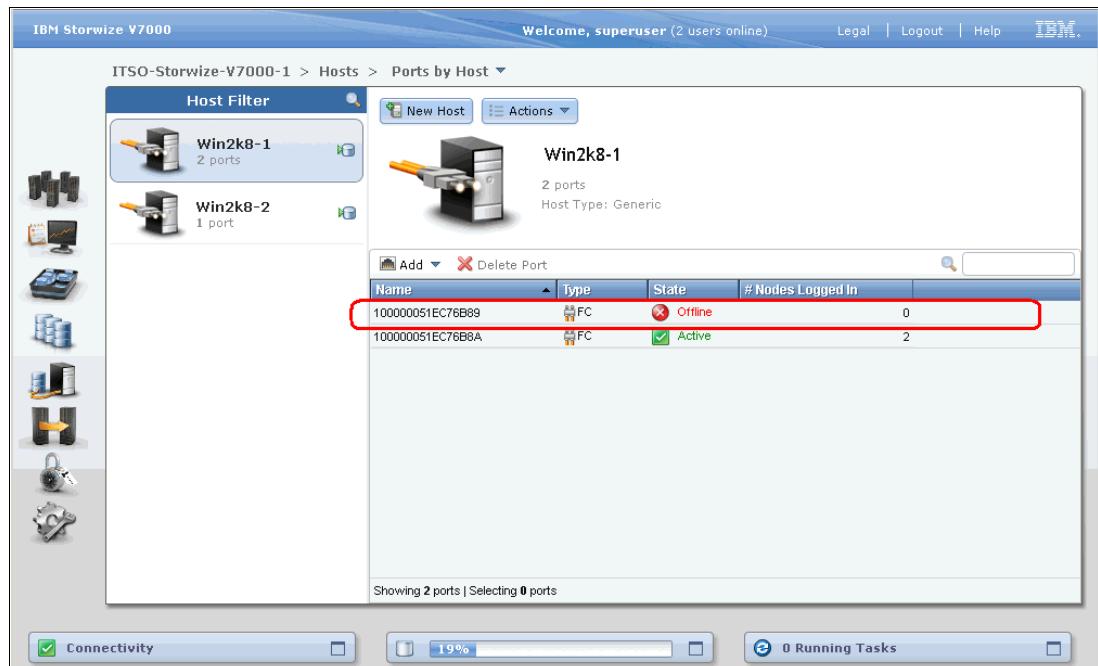 IBM Storwize V7000
Welcome, superuser (2 users online)
Legal | Logout | Help
IBM.
ITSO-Storwize-V7000-1 > Hosts > Ports by Host
Host Filter
Win2k8-1
2 ports
Win2k8-2
1 port
New Host
Actions
Win2k8-1
2 ports
Host Type: Generic
Add
Delete Port
Name Type State # Nodes Logged In
100000051EC76B89 FC Offline 0
100000051EC76B8A FC Active 2
Showing 2 ports | Selecting 0 ports
Connectivity
19%
0 Running Tasks